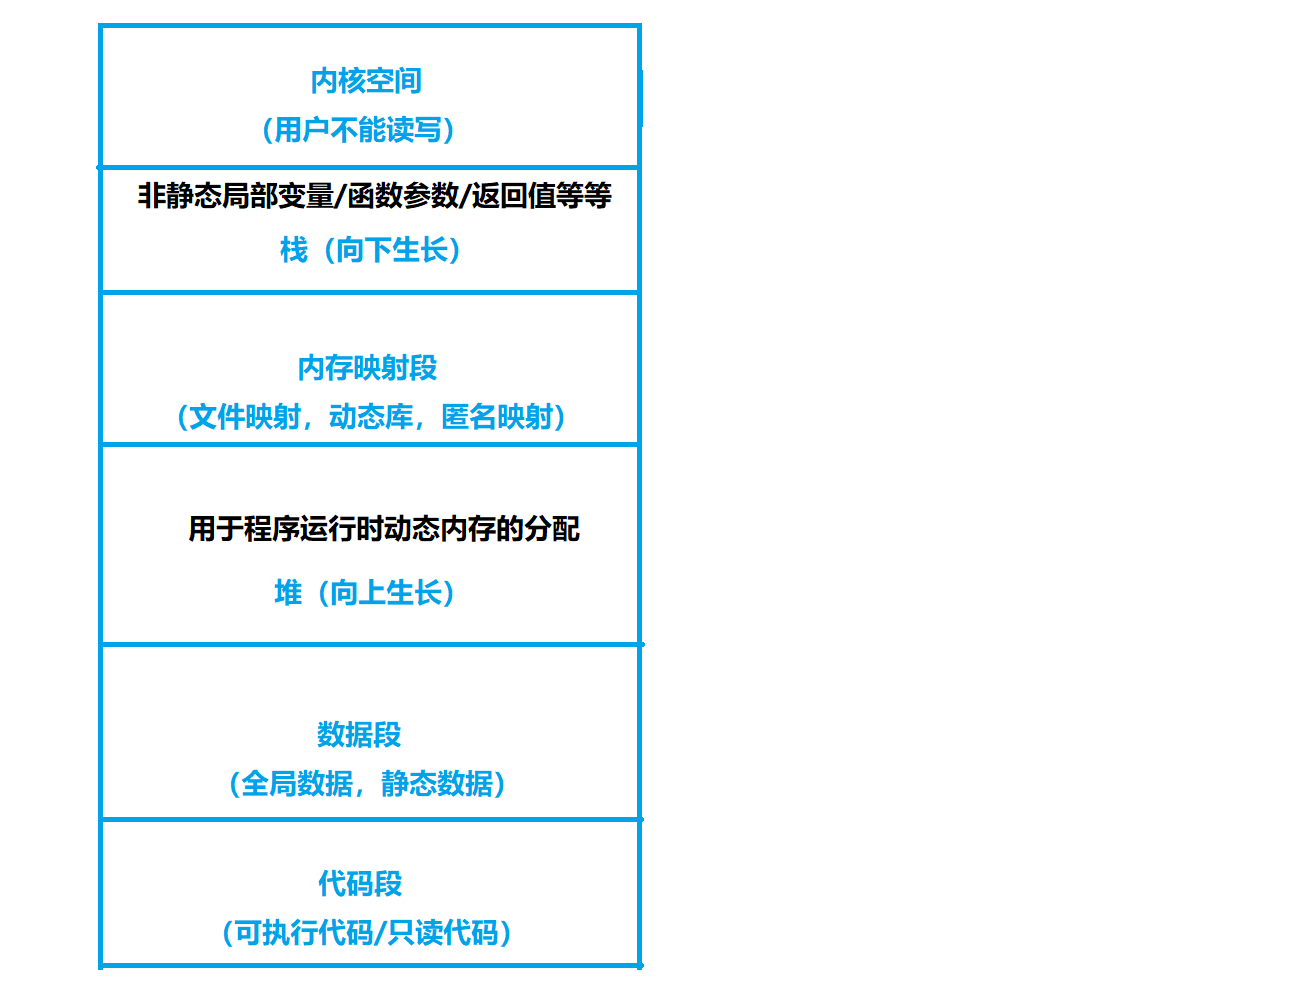 内核空间
（用户不能读写）
非静态局部变量/函数参数/返回值等等
栈（向下生长）
内存映射段
（文件映射，动态库，匿名映射）
用于程序运行时动态内存的分配
堆（向上生长）
数据段
（全局数据，静态数据）
代码段
（可执行代码/只读代码）